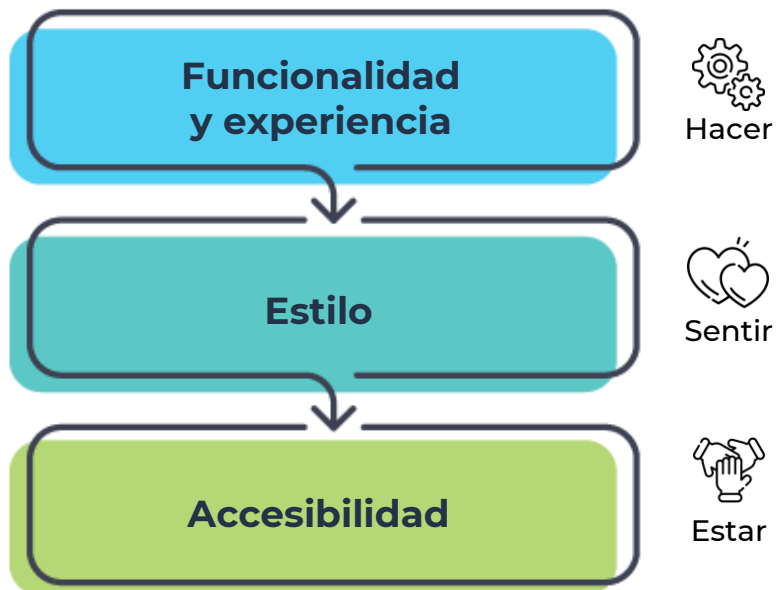 Funcionalidad
y experiencia
Hacer
Estilo
Sentir
Accesibilidad
Estar